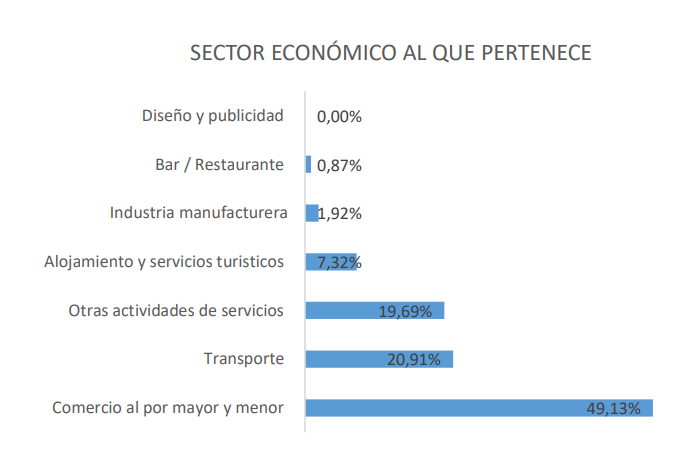 SECTOR ECONÓMICO AL QUE PERTENECE
Diseño y publicidad 0,00%
Bar / Restaurante 0,87%
Industria manufacturera 1,92%
Alojamiento y servicios turisticos 7,32%
Otras actividades de servicios 19,69%
Transporte 20,91%
Comercio al por mayor y menor 49,13%